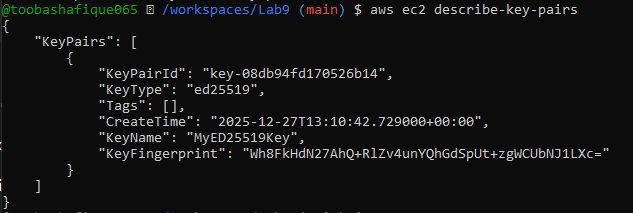 @toobashafique065 /workspaces/Lab9 (main) $ aws ec2 describe-key-pairs
{
    "KeyPairs": [
        {
            "KeyPairId": "key-08db94fd170526b14",
            "KeyType": "ed25519",
            "Tags": [],
            "CreateTime": "2025-12-27T13:10:42.729000+00:00",
            "KeyName": "MyED25519Key",
            "KeyFingerprint": "Wh8FkHdN27AhQ+RlZv4unYQhGdSpUt+zgWCUbNJ1LXc="
        }
    ]
}